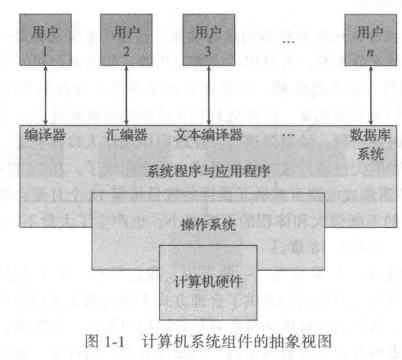 用户 1 用户 2 用户 3 … 用户 n
编译器 汇编器 文本编译器 … 数据库系统
系统程序与应用程序
操作系统
计算机硬件
图 1-1 计算机系统组件的抽象视图